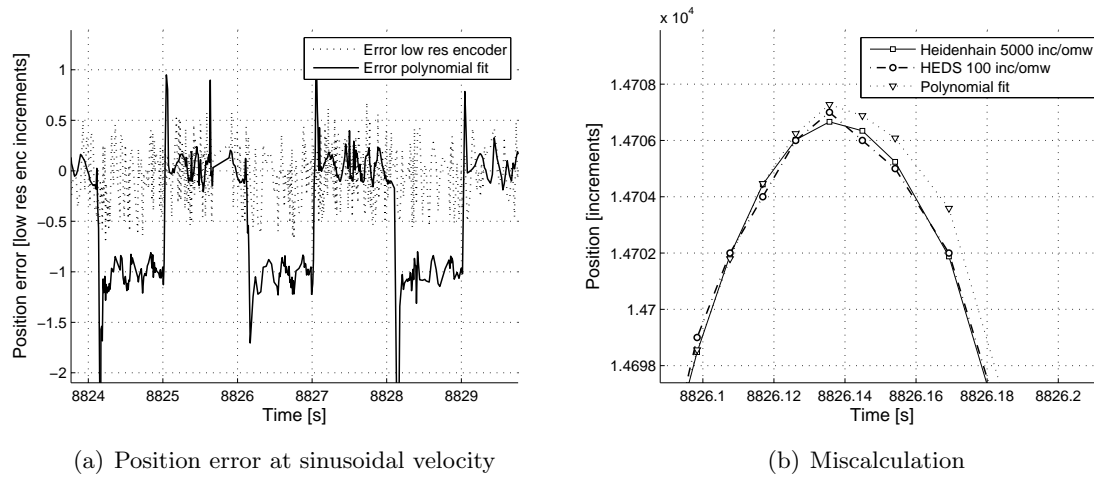 Error low res encoder
Error polynomial fit
1
0.5
0
−0.5
−1
−1.5
−2
Position error [low res enc increments]
8824 8825 8826 8827 8828 8829
Time [s]
(a) Position error at sinusoidal velocity
x 10^4
Heidenhain 5000 inc/omw
HEDS 100 inc/omw
Polynomial fit
1.4708
1.4706
1.4704
1.4702
1.47
1.4698
Position [increments]
8826.1 8826.12 8826.14 8826.16 8826.18 8826.2
Time [s]
(b) Miscalculation